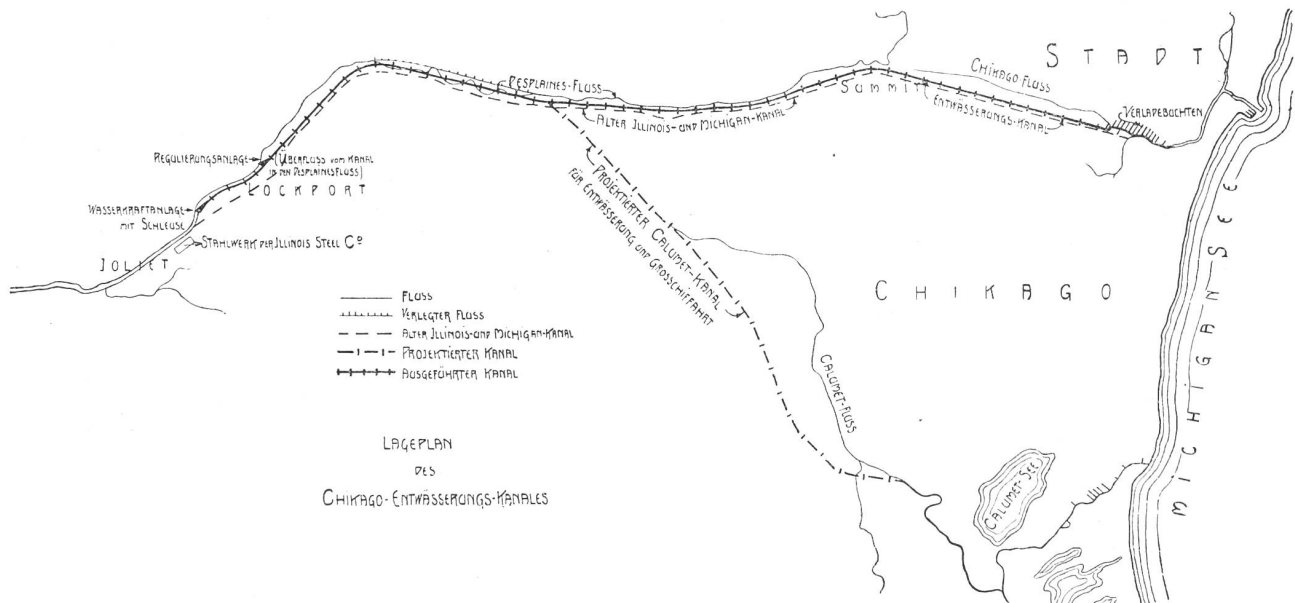 STADT
CHIKAGO-FLUSS
DESPLAINES-FLUSS
SUMMIT
VERLADEBUCHTEN
ENTWÄSSERUNGS-KANAL
ALTER ILLINOIS-UND MICHIGAN-KANAL
REGULIERUNGSANLAGE
(ÜBERFLUSS VOM KANAL
IN DEN DESPLAINESFLUSS)
LOCKPORT
WASSERKRAFTANLAGE
MIT SCHLEUSE
STAHLWERK DER ILLINOIS STEEL Cº
JOLIET
PROJEKTIERTER CALUMET-KANAL
FÜR ENTWÄSSERUNG UND GROSSCHIFFAHRT
CHIKAGO
MICHIGAN SEE
FLUSS
VERLEGTER FLUSS
ALTER ILLINOIS-UND MICHIGAN-KANAL
PROJEKTIERTER KANAL
AUSGEFÜHRTER KANAL
CALUMET-FLUSS
CALUMET-SEE
LAGEPLAN
DES
CHIKAGO-ENTWÄSSERUNGS-KANALES